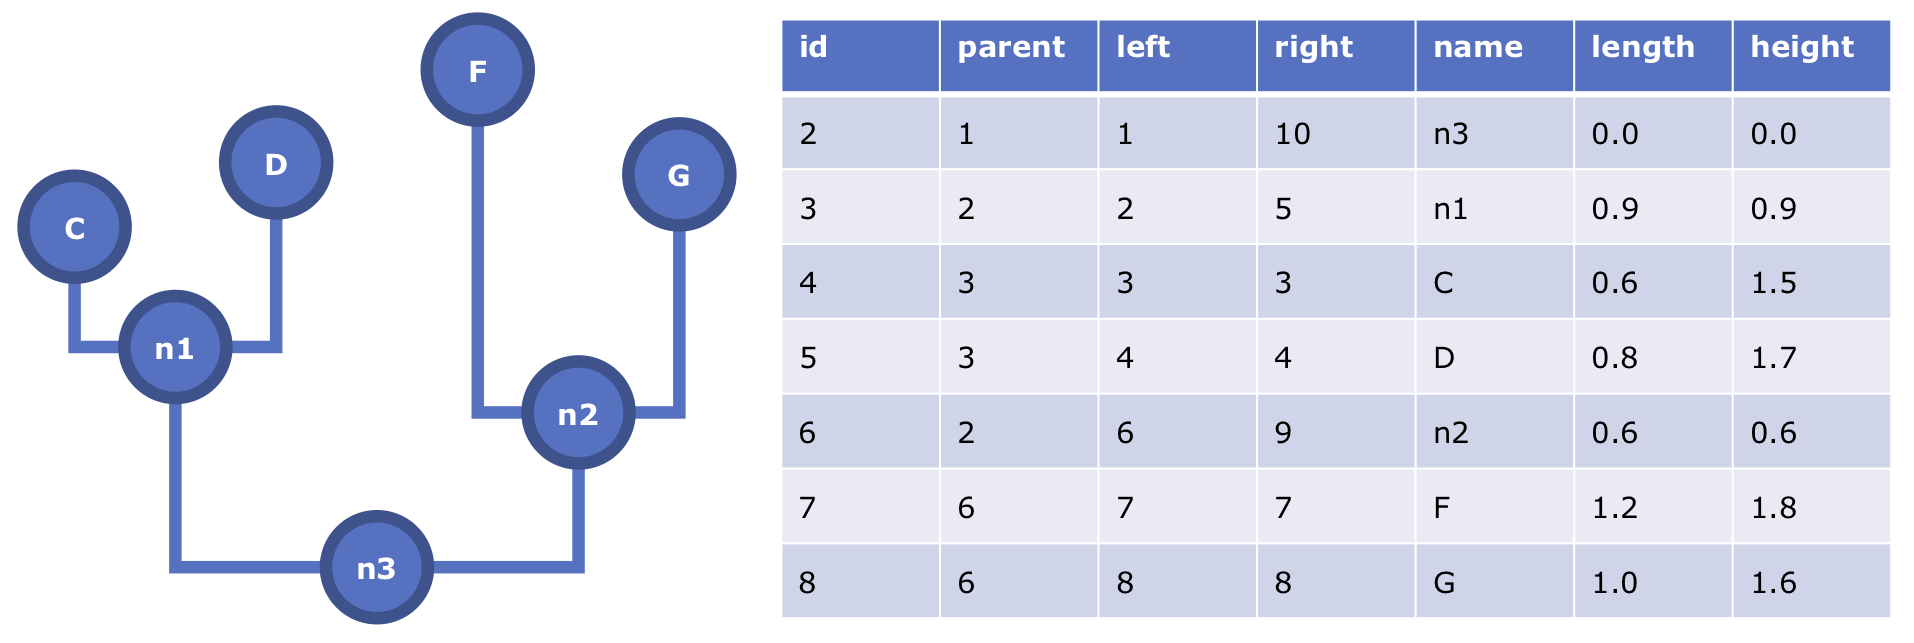 F
D
G
C
n1
n2
n3
id parent left right name length height
2 1 1 10 n3 0.0 0.0
3 2 2 5 n1 0.9 0.9
4 3 3 3 C 0.6 1.5
5 3 4 4 D 0.8 1.7
6 2 6 9 n2 0.6 0.6
7 6 7 7 F 1.2 1.8
8 6 8 8 G 1.0 1.6